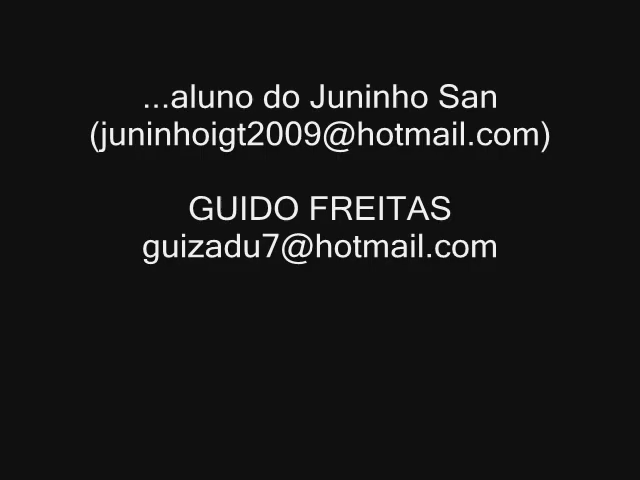 ...aluno do Juninho San
(juninhoigt2009@hotmail.com)
GUIDO FREITAS
guizadu7@hotmail.com